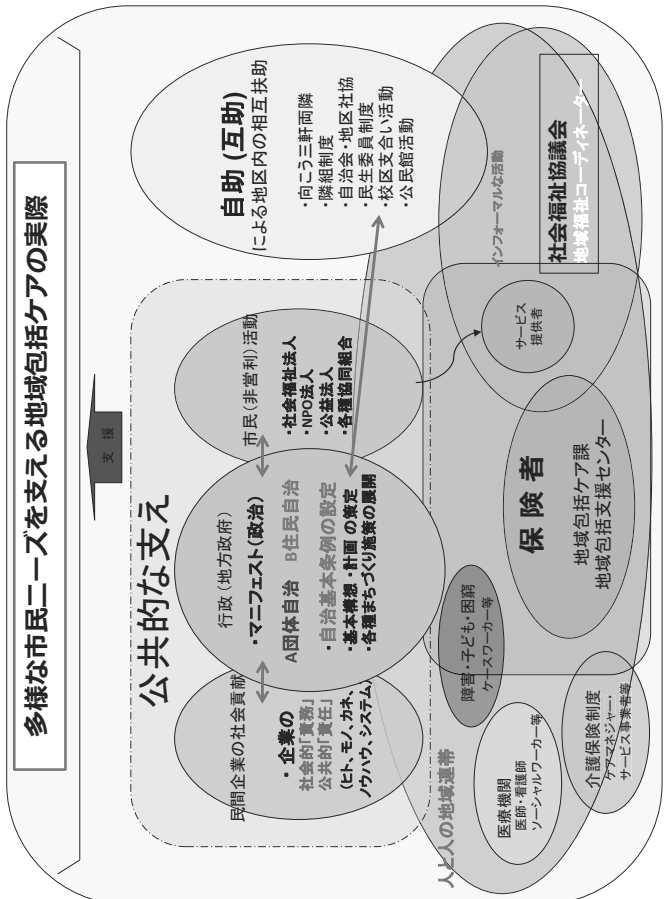 多様な市民ニーズを支える地域包括ケアの実際
支 援
公共的な支え
民間企業の社会貢献
・企業の
社会的「責務」
公共的「責任」
(ヒト、モノ、カネ、
ノウハウ、システム)
行政(地方政府)
・マニフェスト(政治)
A団体自治 B住民自治
・自治基本条例の設定
・基本構想・計画 の策定
・各種まちづくり施策の展開
市民(非営利)活動
・社会福祉法人
・NPO法人
・公益法人
・各種協同組合
自助(互助)
による地区内の相互扶助
・向こう三軒両隣
・隣組制度
・自治会・地区社協
・民生委員制度
・校区支合い活動
・公民館活動
人と人の地域連帯
医療機関
医師・看護師
ソーシャルワーカー等
障害・子ども・困窮
ケースワーカー等
介護保険制度
ケアマネジャー・
サービス事業者等
保険者
地域包括ケア課
地域包括支援センター
サービス
提供者
インフォーマルな活動
社会福祉協議会
地域福祉コーディネーター